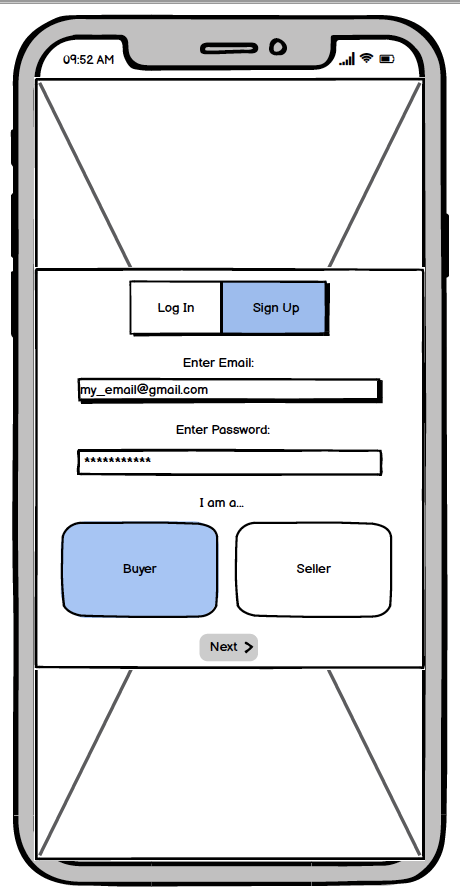 09:52 AM
Log In
Sign Up
Enter Email:
my_email@gmail.com
Enter Password:
***********
I am a...
Buyer
Seller
Next >